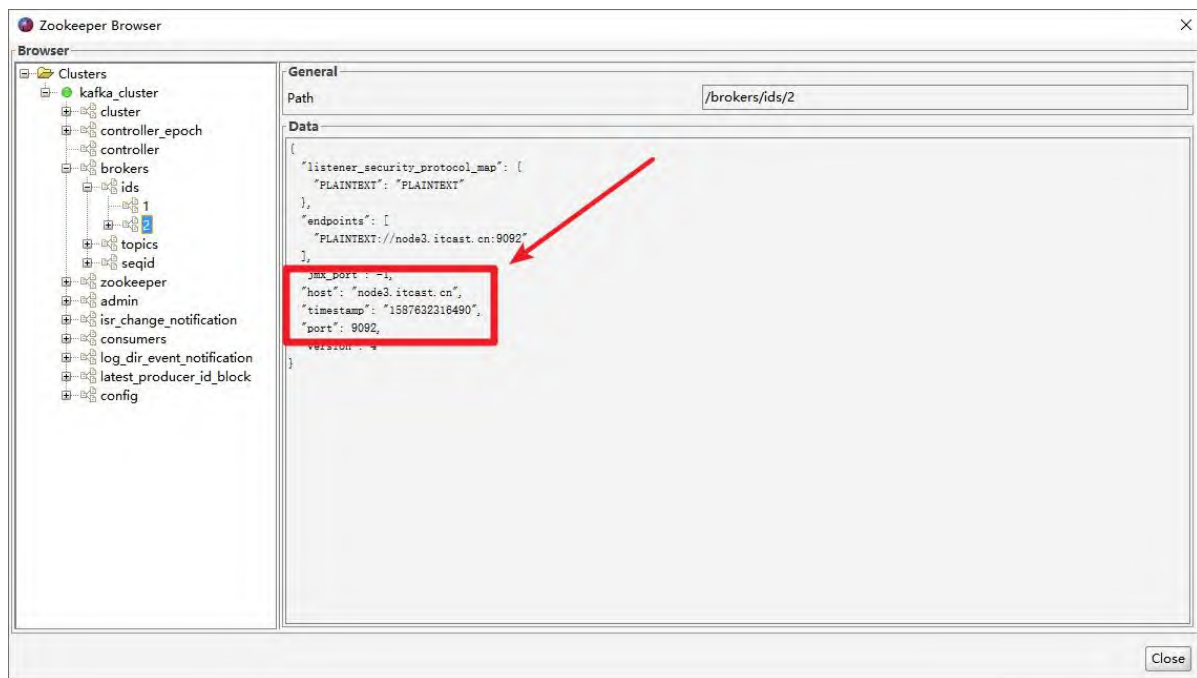 Zookeeper Browser
Browser
Clusters
kafka_cluster
cluster
controller_epoch
controller
brokers
ids
1
2
topics
seqid
zookeeper
admin
isr_change_notification
consumers
log_dir_event_notification
latest_producer_id_block
config
General
Path
/brokers/ids/2
Data
{
"listener_security_protocol_map": {
"PLAINTEXT": "PLAINTEXT"
},
"endpoints": [
"PLAINTEXT://node3.itcast.cn:9092"
],
"jmx_port": -1,
"host": "node3.itcast.cn",
"timestamp": "1587632316490",
"port": 9092,
"version": 4
}
Close